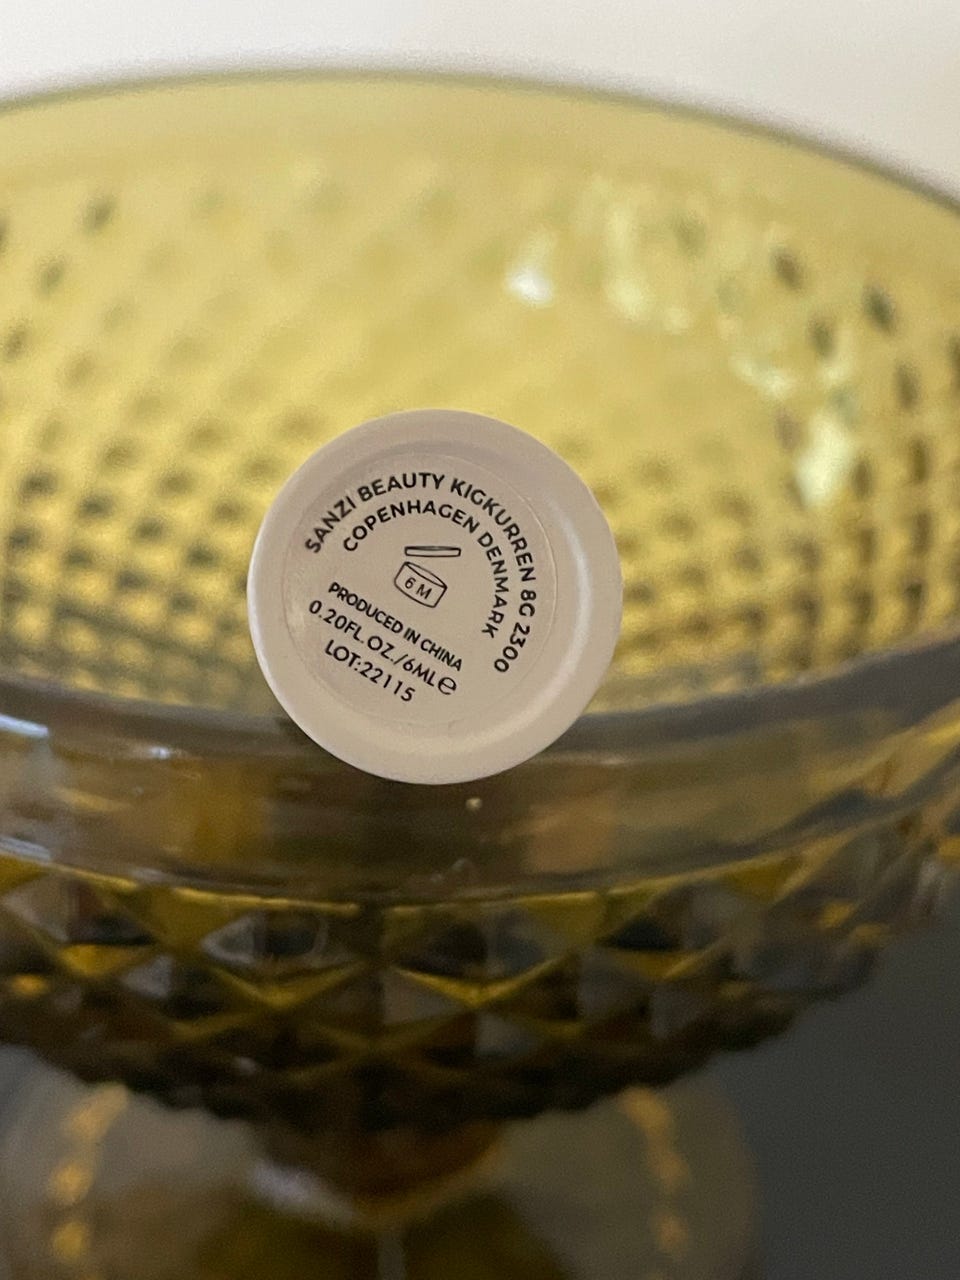 SANZI BEAUTY KIGKURREN 8G 2300
COPENHAGEN DENMARK
6 M
PRODUCED IN CHINA
0.20FL.OZ./6ML℮
LOT:22115